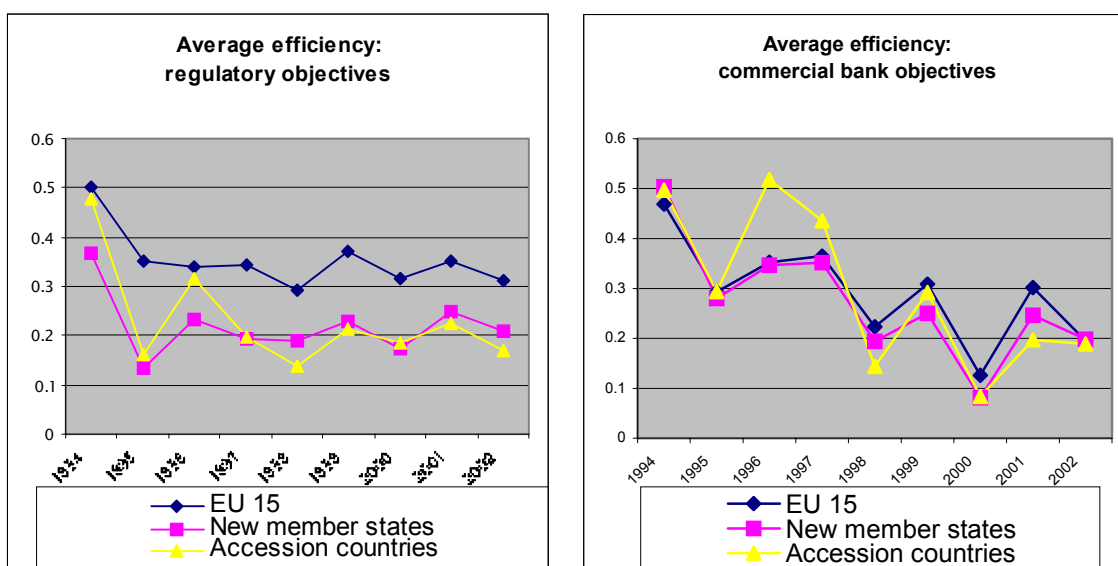 Average efficiency:
regulatory objectives
0.6
0.5
0.4
0.3
0.2
0.1
0
EU 15
New member states
Accession countries
Average efficiency:
commercial bank objectives
0.6
0.5
0.4
0.3
0.2
0.1
0
1994
1995
1996
1997
1998
1999
2000
2001
2002
EU 15
New member states
Accession countries